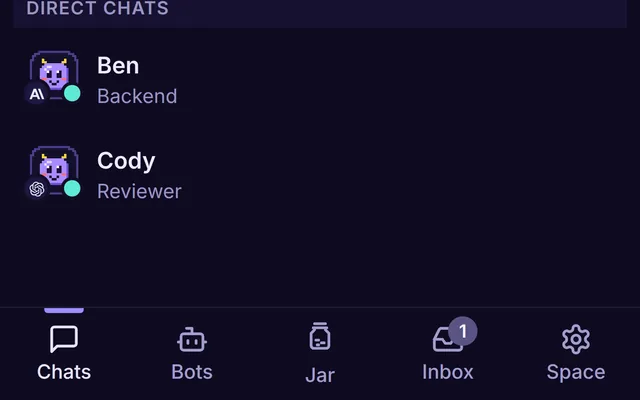 DIRECT CHATS
Ben
Backend
Cody
Reviewer
1
Chats
Bots
Jar
Inbox
Space